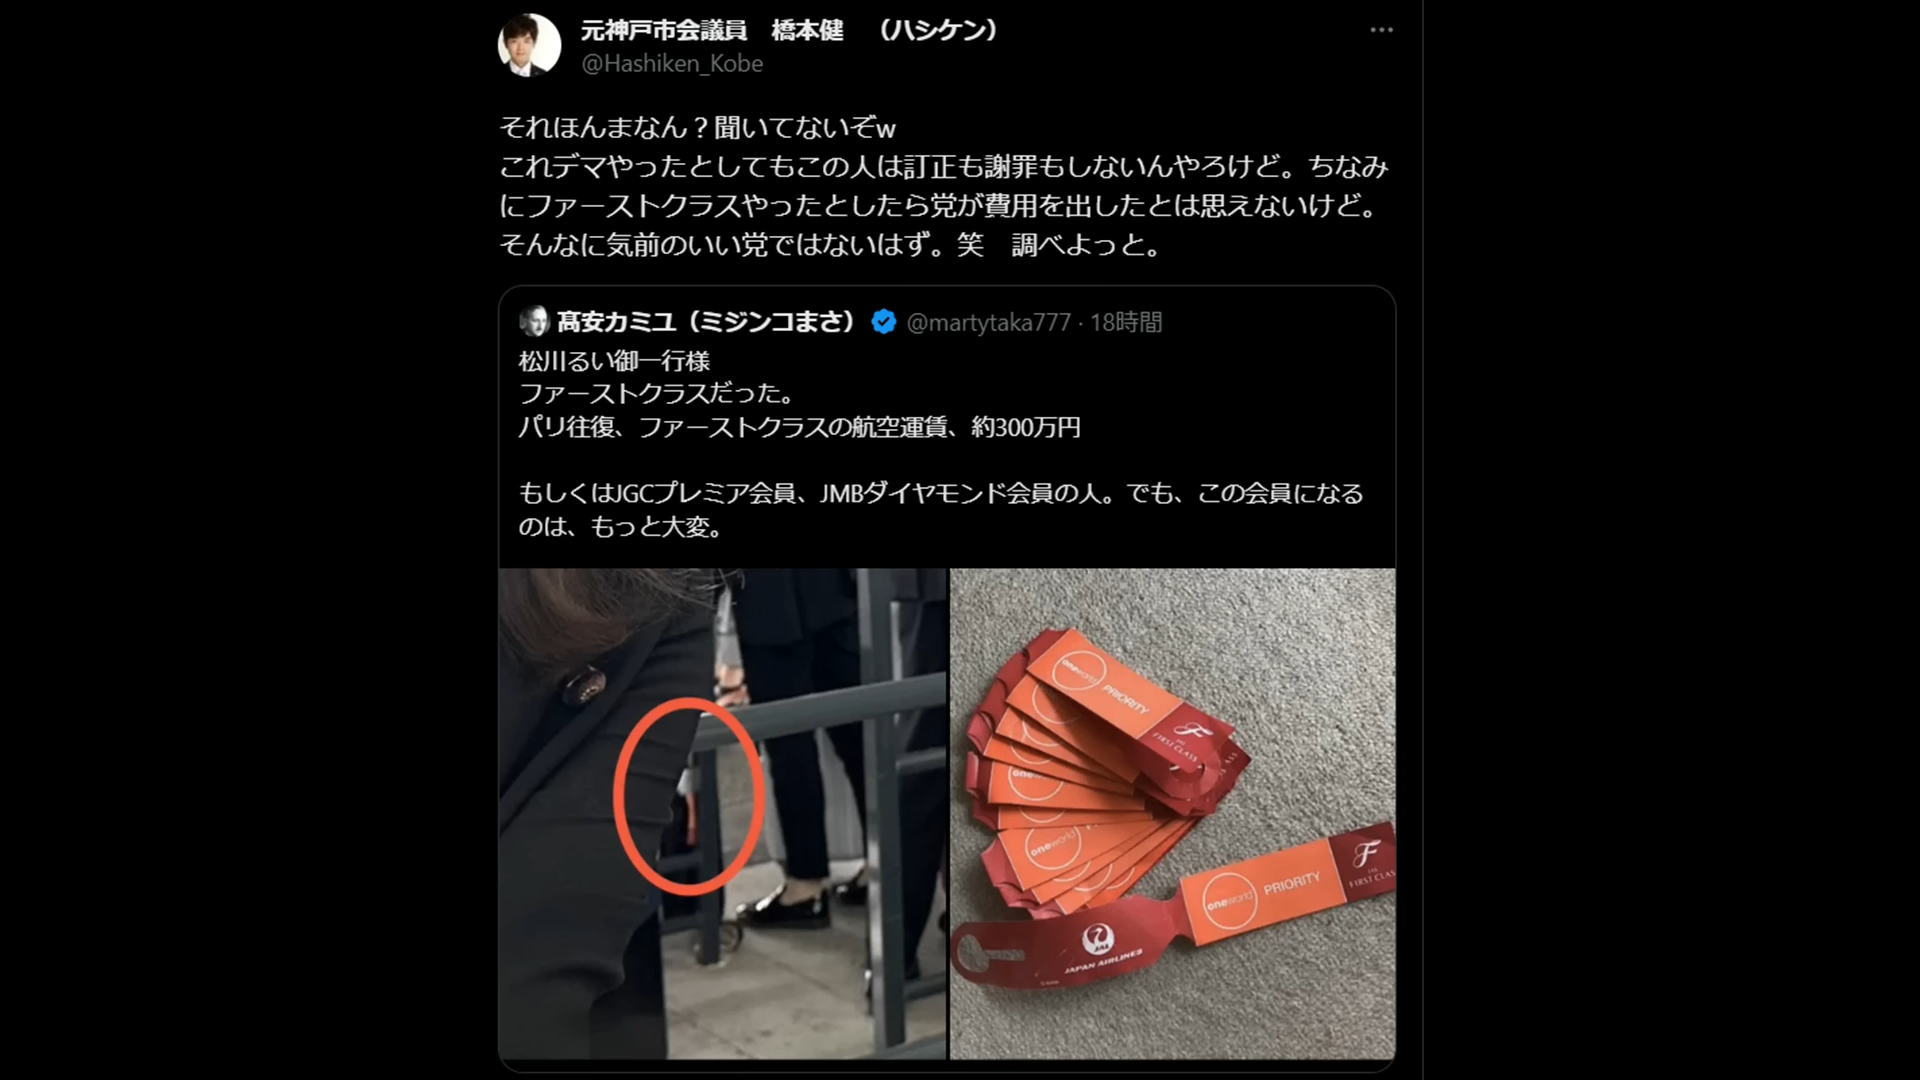 元神戸市会議員　橋本健　（ハシケン）
@Hashiken_Kobe
それほんまなん？聞いてないぞw
これデマやったとしてもこの人は訂正も謝罪もしないんやろけど。ちなみ
にファーストクラスやったとしたら党が費用を出したとは思えないけど。
そんなに気前のいい党ではないはず。笑　調べよっと。
髙安カミユ（ミジンコまさ） @martytaka777 · 18時間
松川るい御一行様
ファーストクラスだった。
パリ往復、ファーストクラスの航空運賃、約300万円
もしくはJGCプレミア会員、JMBダイヤモンド会員の人。でも、この会員になる
のは、もっと大変。
oneworld PRIORITY
F FIRST CLASS
oneworld
oneworld PRIORITY
F FIRST CLAS
JAL
JAPAN AIRLINES